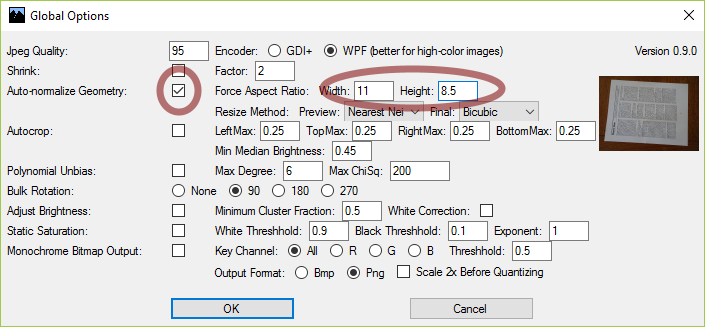 Global Options
Jpeg Quality: 95 Encoder: GDI+ WPF (better for high-color images) Version 0.9.0
Shrink: Factor: 2
Auto-normalize Geometry: Force Aspect Ratio: Width: 11 Height: 8.5
Resize Method: Preview: Nearest Nei Final: Bicubic
Autocrop: LeftMax: 0.25 TopMax: 0.25 RightMax: 0.25 BottomMax: 0.25
Min Median Brightness: 0.45
Polynomial Unbias: Max Degree: 6 Max ChiSq: 200
Bulk Rotation: None 90 180 270
Adjust Brightness: Minimum Cluster Fraction: 0.5 White Correction:
Static Saturation: White Threshhold: 0.9 Black Threshhold: 0.1 Exponent: 1
Monochrome Bitmap Output: Key Channel: All R G B Threshhold: 0.5
Output Format: Bmp Png Scale 2x Before Quantizing
OK Cancel